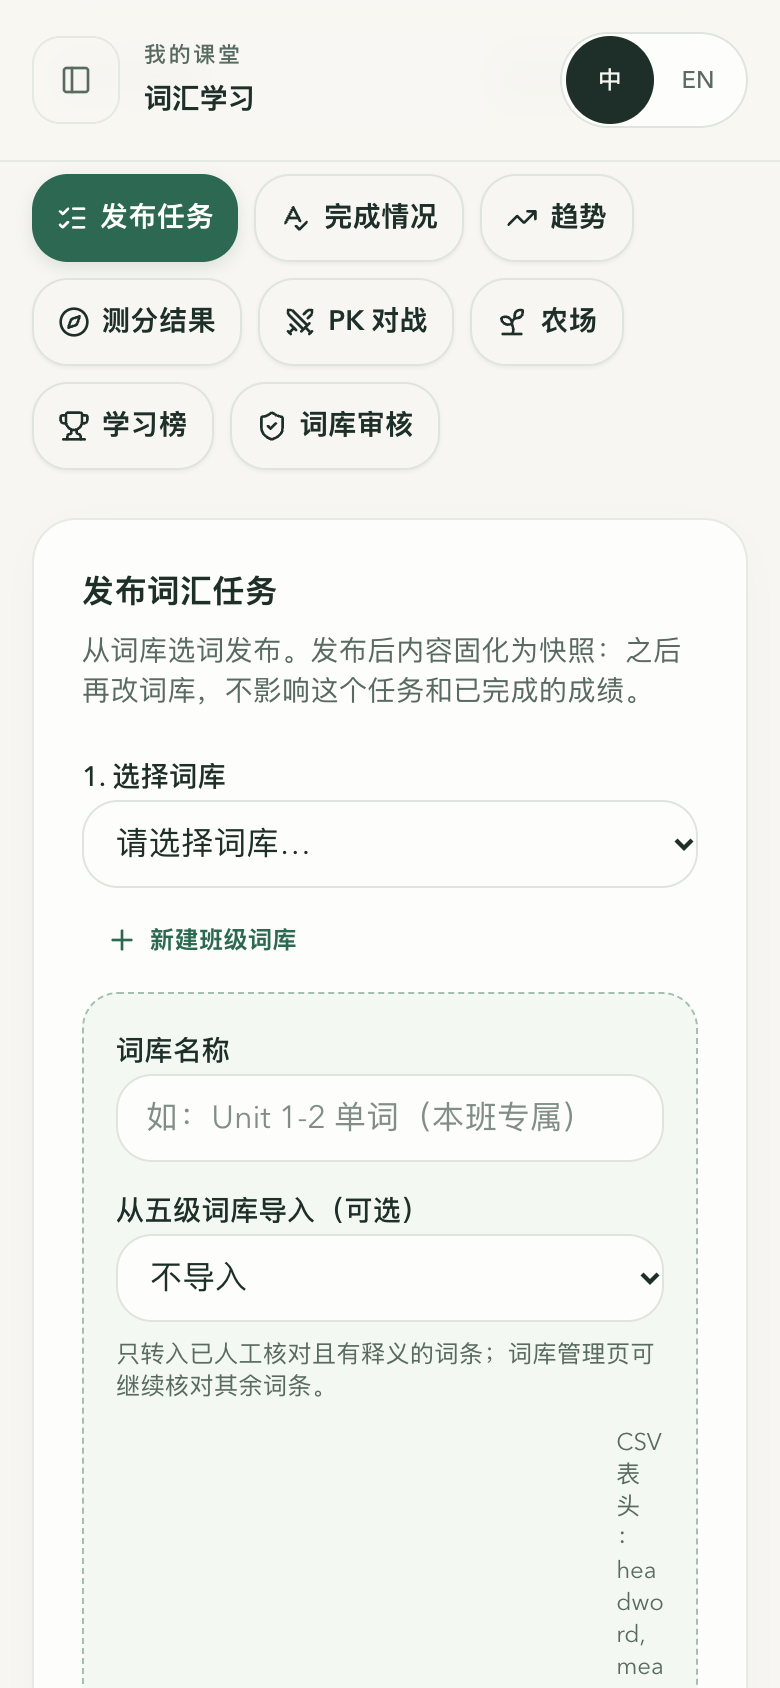 我的课堂
词汇学习
中
EN
发布任务
完成情况
趋势
测分结果
PK 对战
农场
学习榜
词库审核
发布词汇任务
从词库选词发布。发布后内容固化为快照：之后
再改词库，不影响这个任务和已完成的成绩。
1. 选择词库
请选择词库…
新建班级词库
词库名称
如：Unit 1-2 单词（本班专属）
从五级词库导入（可选）
不导入
只转入已人工核对且有释义的词条；词库管理页可
继续核对其余词条。
CSV
表
头
：
hea
dwo
rd,
mea